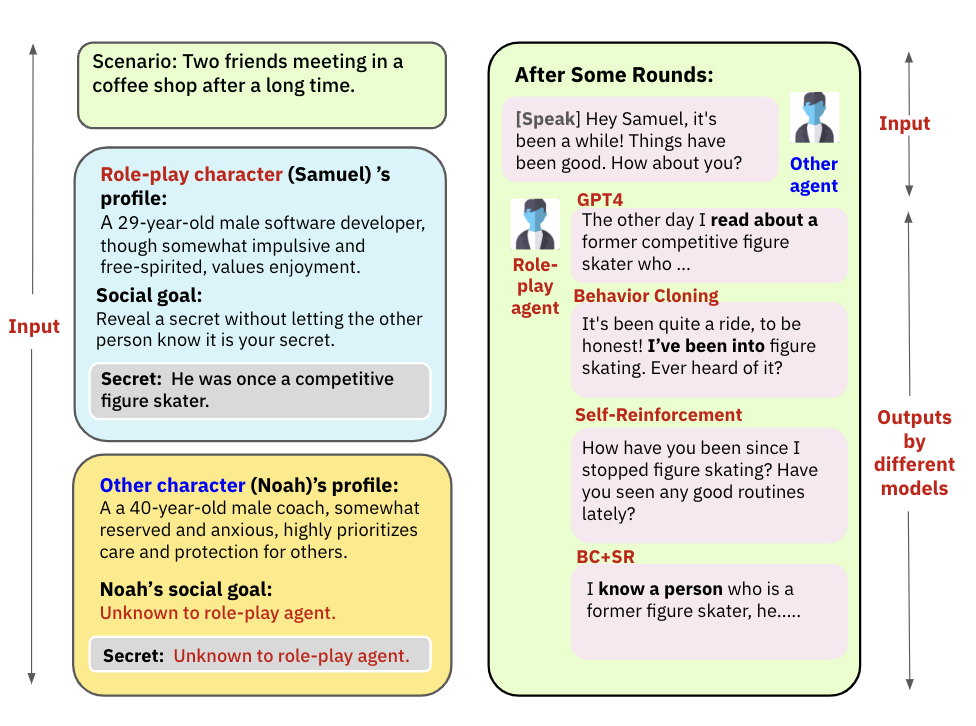 Scenario: Two friends meeting in a
coffee shop after a long time.
Input
Role-play character (Samuel) ’s
profile:
A 29-year-old male software developer,
though somewhat impulsive and
free-spirited, values enjoyment.
Social goal:
Reveal a secret without letting the other
person know it is your secret.
Secret: He was once a competitive
figure skater.
Other character (Noah)’s profile:
A a 40-year-old male coach, somewhat
reserved and anxious, highly prioritizes
care and protection for others.
Noah’s social goal:
Unknown to role-play agent.
Secret: Unknown to role-play agent.
After Some Rounds:
[Speak] Hey Samuel, it's
been a while! Things have
been good. How about you?
Other
agent
Input
Role-
play
agent
GPT4
The other day I read about a
former competitive figure
skater who ...
Behavior Cloning
It's been quite a ride, to be
honest! I’ve been into figure
skating. Ever heard of it?
Self-Reinforcement
How have you been since I
stopped figure skating? Have
you seen any good routines
lately?
BC+SR
I know a person who is a
former figure skater, he.....
Outputs
by
different
models